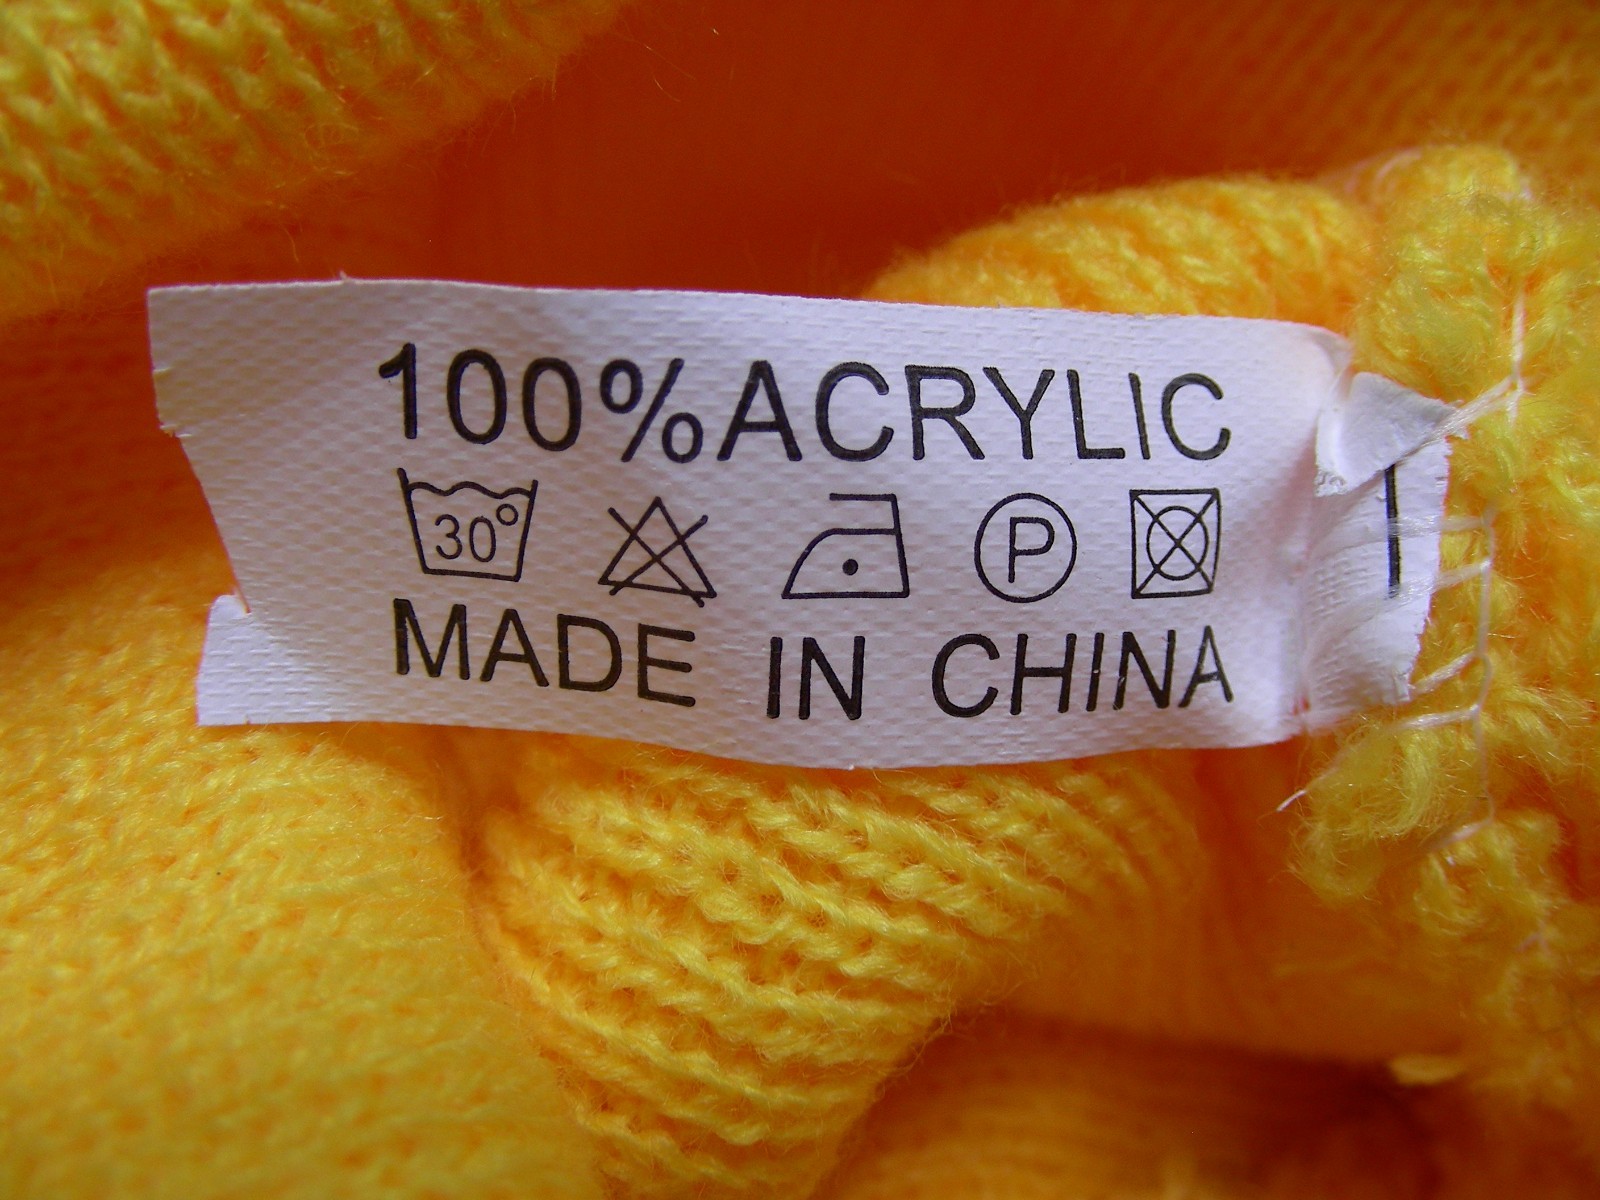 100% ACRYLIC
30° P
MADE IN CHINA